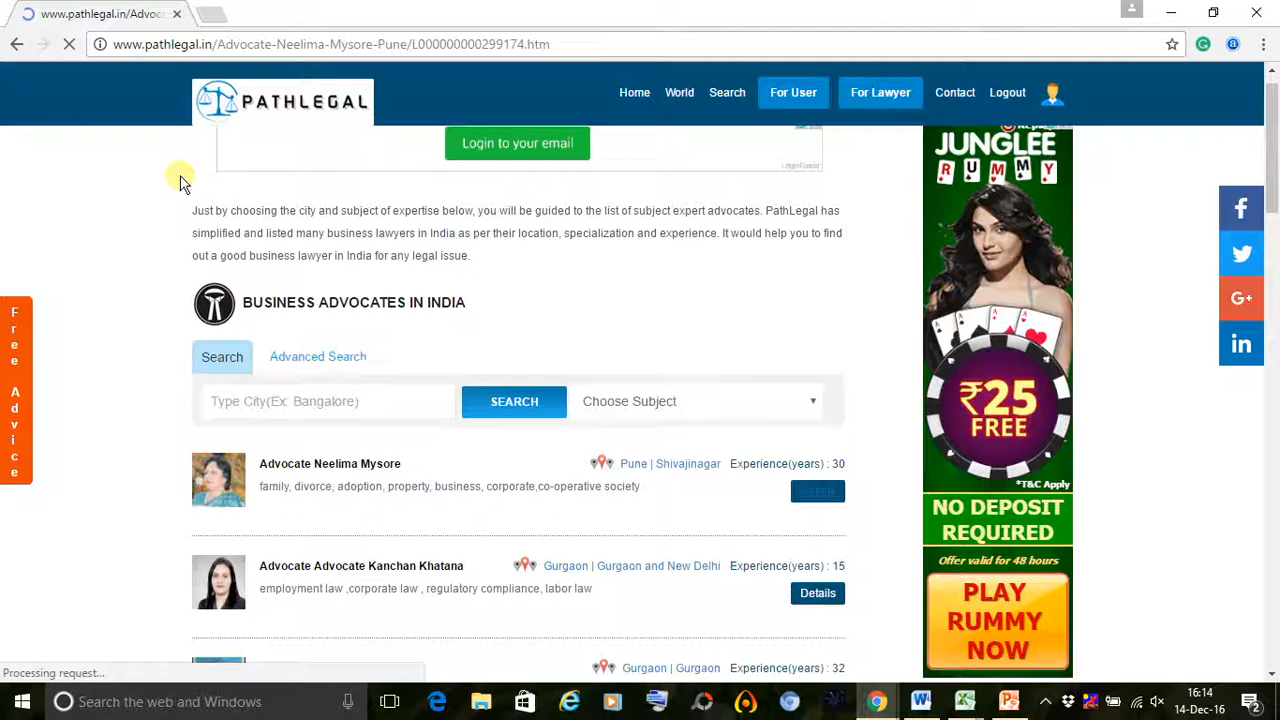 www.pathlegal.in/Advoc
www.pathlegal.in/Advocate-Neelima-Mysore-Pune/L000000000299174.htm
PATHLEGAL
Home World Search For User For Lawyer Contact Logout
Login to your email
Just by choosing the city and subject of expertise below, you will be guided to the list of subject expert advocates. PathLegal has
simplified and listed many business lawyers in India as per their location, specialization and experience. It would help you to find
out a good business lawyer in India for any legal issue.
BUSINESS ADVOCATES IN INDIA
Search Advanced Search
Type City(Ex: Bangalore) SEARCH Choose Subject
Advocate Neelima Mysore Pune | Shivajinagar Experience(years) : 30
family, divorce, adoption, property, business, corporate,co-operative society
Advocate Advocate Kanchan Khatana Gurgaon | Gurgaon and New Delhi Experience(years) : 15
employment law ,corporate law , regulatory compliance, labor law
Details
Gurgaon | Gurgaon Experience(years) : 32
Free Advice
JUNGLEE
RUMMY
₹25
FREE
*T&C Apply
NO DEPOSIT
REQUIRED
Offer valid for 48 hours
PLAY
RUMMY
NOW
f
G+
in
Processing request...
Search the web and Windows
16:14
14-Dec-16
2